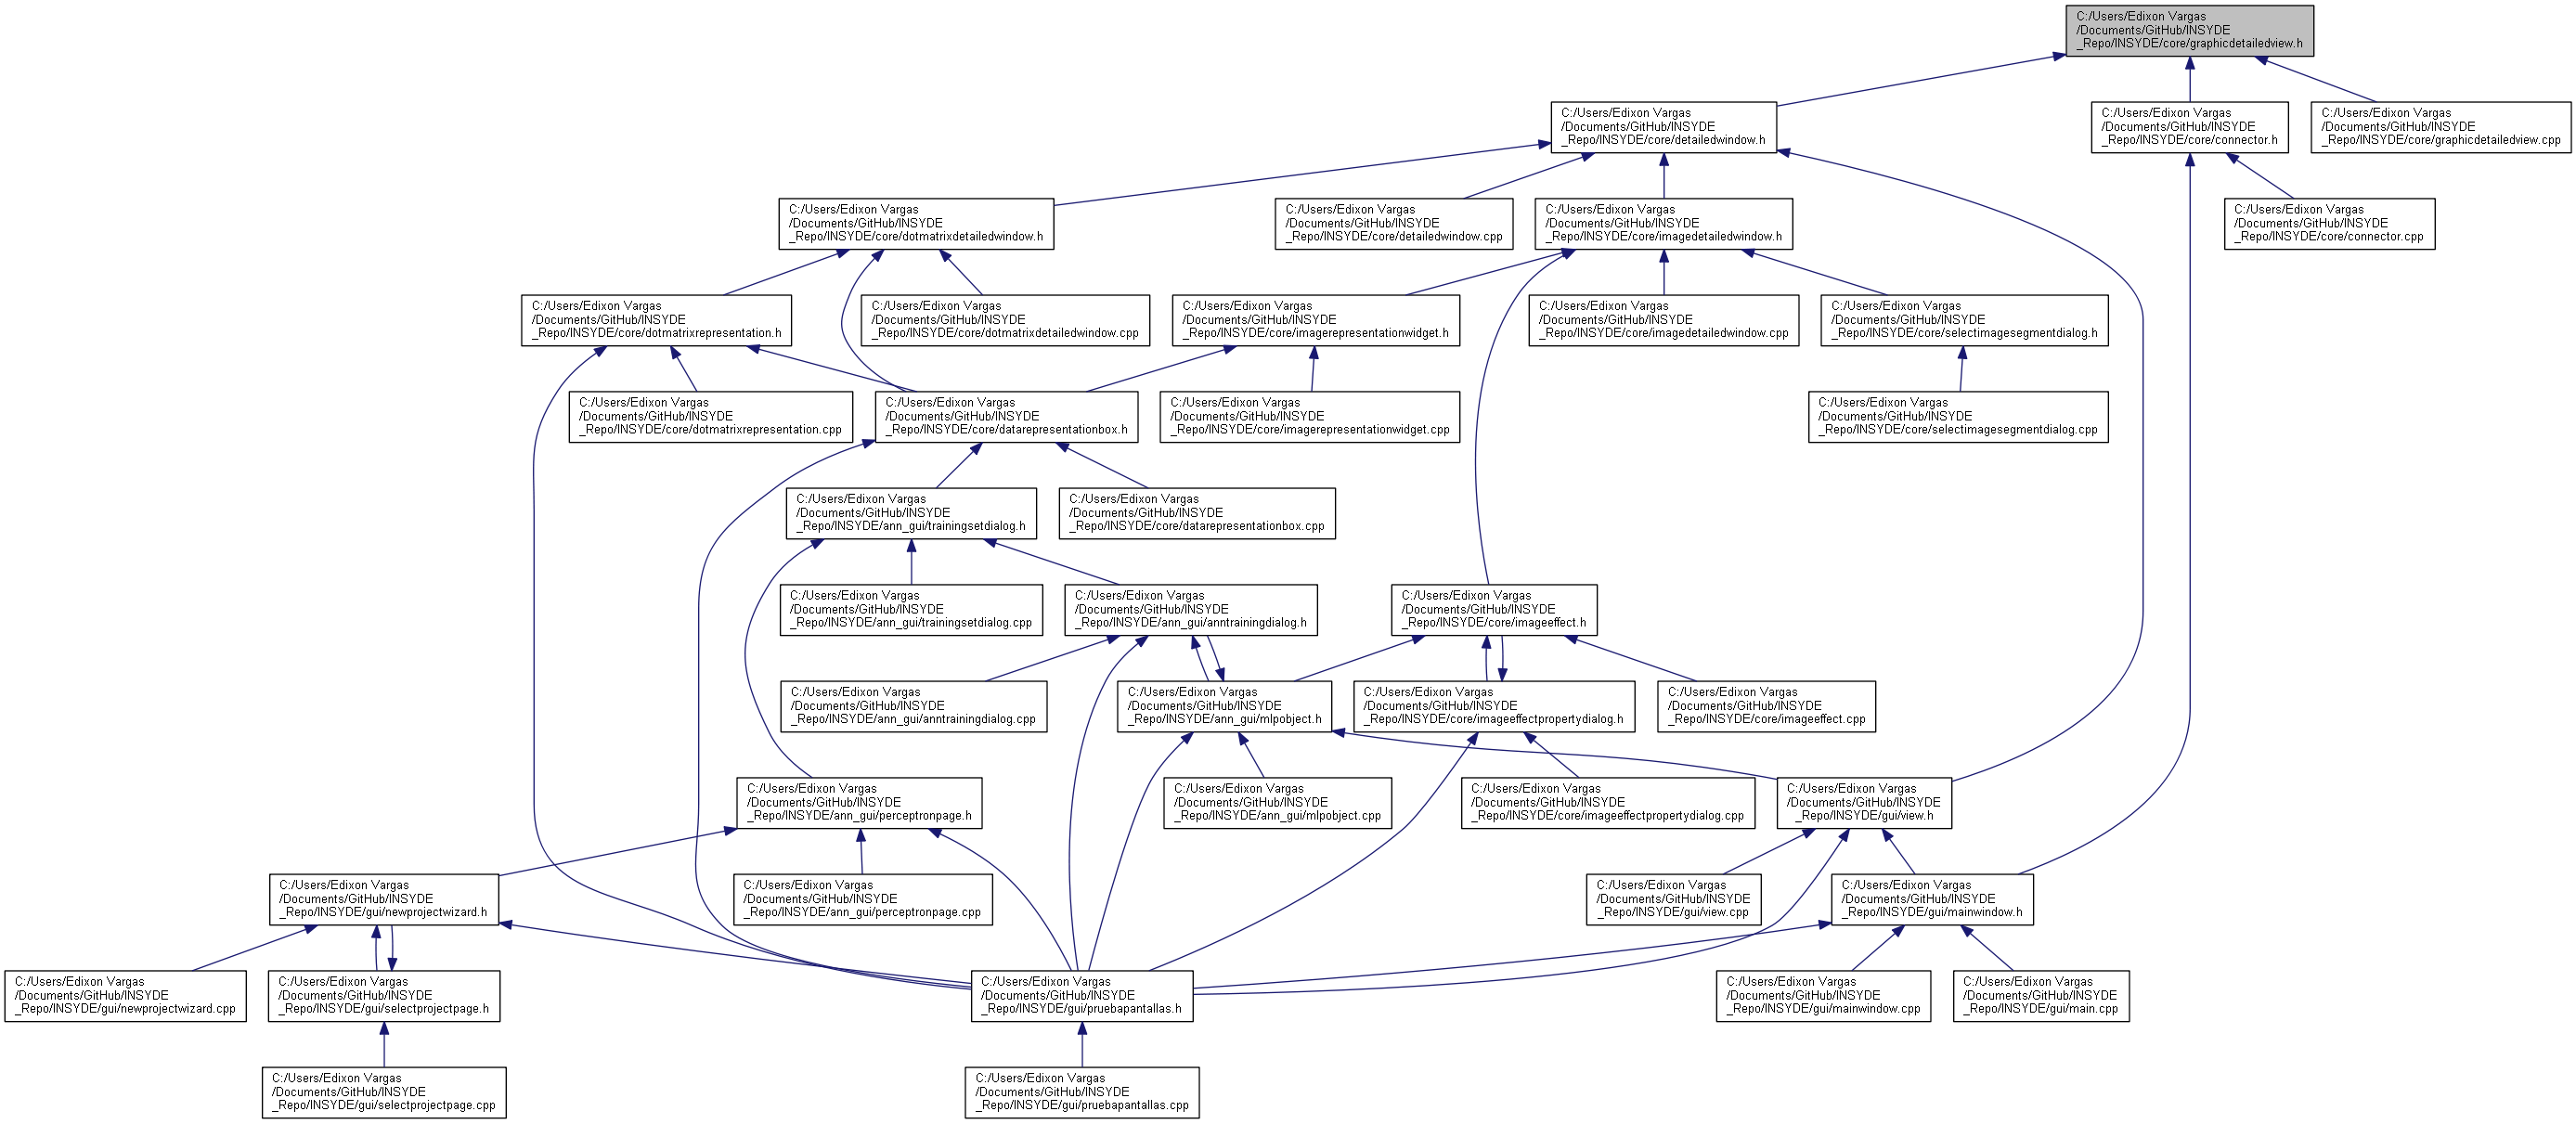 C:/Users/Edixon Vargas
/Documents/GitHub/INSYDE
_Repo/INSYDE/core/graphicdetailedview.h
C:/Users/Edixon Vargas
/Documents/GitHub/INSYDE
_Repo/INSYDE/core/detailedwindow.h
C:/Users/Edixon Vargas
/Documents/GitHub/INSYDE
_Repo/INSYDE/core/connector.h
C:/Users/Edixon Vargas
/Documents/GitHub/INSYDE
_Repo/INSYDE/core/graphicdetailedview.cpp
C:/Users/Edixon Vargas
/Documents/GitHub/INSYDE
_Repo/INSYDE/core/dotmatrixdetailedwindow.h
C:/Users/Edixon Vargas
/Documents/GitHub/INSYDE
_Repo/INSYDE/core/detailedwindow.cpp
C:/Users/Edixon Vargas
/Documents/GitHub/INSYDE
_Repo/INSYDE/core/imagedetailedwindow.h
C:/Users/Edixon Vargas
/Documents/GitHub/INSYDE
_Repo/INSYDE/core/connector.cpp
C:/Users/Edixon Vargas
/Documents/GitHub/INSYDE
_Repo/INSYDE/core/dotmatrixrepresentation.h
C:/Users/Edixon Vargas
/Documents/GitHub/INSYDE
_Repo/INSYDE/core/dotmatrixdetailedwindow.cpp
C:/Users/Edixon Vargas
/Documents/GitHub/INSYDE
_Repo/INSYDE/core/imagerepresentationwidget.h
C:/Users/Edixon Vargas
/Documents/GitHub/INSYDE
_Repo/INSYDE/core/imagedetailedwindow.cpp
C:/Users/Edixon Vargas
/Documents/GitHub/INSYDE
_Repo/INSYDE/core/selectimagesegmentdialog.h
C:/Users/Edixon Vargas
/Documents/GitHub/INSYDE
_Repo/INSYDE/core/dotmatrixrepresentation.cpp
C:/Users/Edixon Vargas
/Documents/GitHub/INSYDE
_Repo/INSYDE/core/datarepresentationbox.h
C:/Users/Edixon Vargas
/Documents/GitHub/INSYDE
_Repo/INSYDE/core/imagerepresentationwidget.cpp
C:/Users/Edixon Vargas
/Documents/GitHub/INSYDE
_Repo/INSYDE/core/selectimagesegmentdialog.cpp
C:/Users/Edixon Vargas
/Documents/GitHub/INSYDE
_Repo/INSYDE/ann_gui/trainingsetdialog.h
C:/Users/Edixon Vargas
/Documents/GitHub/INSYDE
_Repo/INSYDE/core/datarepresentationbox.cpp
C:/Users/Edixon Vargas
/Documents/GitHub/INSYDE
_Repo/INSYDE/ann_gui/trainingsetdialog.cpp
C:/Users/Edixon Vargas
/Documents/GitHub/INSYDE
_Repo/INSYDE/ann_gui/anntrainingdialog.h
C:/Users/Edixon Vargas
/Documents/GitHub/INSYDE
_Repo/INSYDE/core/imageeffect.h
C:/Users/Edixon Vargas
/Documents/GitHub/INSYDE
_Repo/INSYDE/ann_gui/anntrainingdialog.cpp
C:/Users/Edixon Vargas
/Documents/GitHub/INSYDE
_Repo/INSYDE/ann_gui/mlpobject.h
C:/Users/Edixon Vargas
/Documents/GitHub/INSYDE
_Repo/INSYDE/core/imageeffectpropertydialog.h
C:/Users/Edixon Vargas
/Documents/GitHub/INSYDE
_Repo/INSYDE/core/imageeffect.cpp
C:/Users/Edixon Vargas
/Documents/GitHub/INSYDE
_Repo/INSYDE/ann_gui/perceptronpage.h
C:/Users/Edixon Vargas
/Documents/GitHub/INSYDE
_Repo/INSYDE/ann_gui/mlpobject.cpp
C:/Users/Edixon Vargas
/Documents/GitHub/INSYDE
_Repo/INSYDE/core/imageeffectpropertydialog.cpp
C:/Users/Edixon Vargas
/Documents/GitHub/INSYDE
_Repo/INSYDE/gui/view.h
C:/Users/Edixon Vargas
/Documents/GitHub/INSYDE
_Repo/INSYDE/gui/newprojectwizard.h
C:/Users/Edixon Vargas
/Documents/GitHub/INSYDE
_Repo/INSYDE/ann_gui/perceptronpage.cpp
C:/Users/Edixon Vargas
/Documents/GitHub/INSYDE
_Repo/INSYDE/gui/view.cpp
C:/Users/Edixon Vargas
/Documents/GitHub/INSYDE
_Repo/INSYDE/gui/mainwindow.h
C:/Users/Edixon Vargas
/Documents/GitHub/INSYDE
_Repo/INSYDE/gui/newprojectwizard.cpp
C:/Users/Edixon Vargas
/Documents/GitHub/INSYDE
_Repo/INSYDE/gui/selectprojectpage.h
C:/Users/Edixon Vargas
/Documents/GitHub/INSYDE
_Repo/INSYDE/gui/pruebapantallas.h
C:/Users/Edixon Vargas
/Documents/GitHub/INSYDE
_Repo/INSYDE/gui/mainwindow.cpp
C:/Users/Edixon Vargas
/Documents/GitHub/INSYDE
_Repo/INSYDE/gui/main.cpp
C:/Users/Edixon Vargas
/Documents/GitHub/INSYDE
_Repo/INSYDE/gui/selectprojectpage.cpp
C:/Users/Edixon Vargas
/Documents/GitHub/INSYDE
_Repo/INSYDE/gui/pruebapantallas.cpp